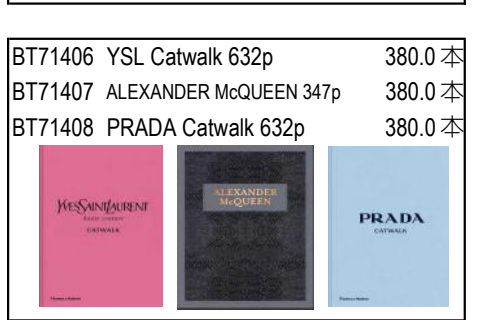 BT71406 YSL Catwalk 632p 380.0 本
BT71407 ALEXANDER McQUEEN 347p 380.0 本
BT71408 PRADA Catwalk 632p 380.0 本
YVESSAINTLAURENT
CATWALK
ALEXANDER
McQUEEN
PRADA
CATWALK